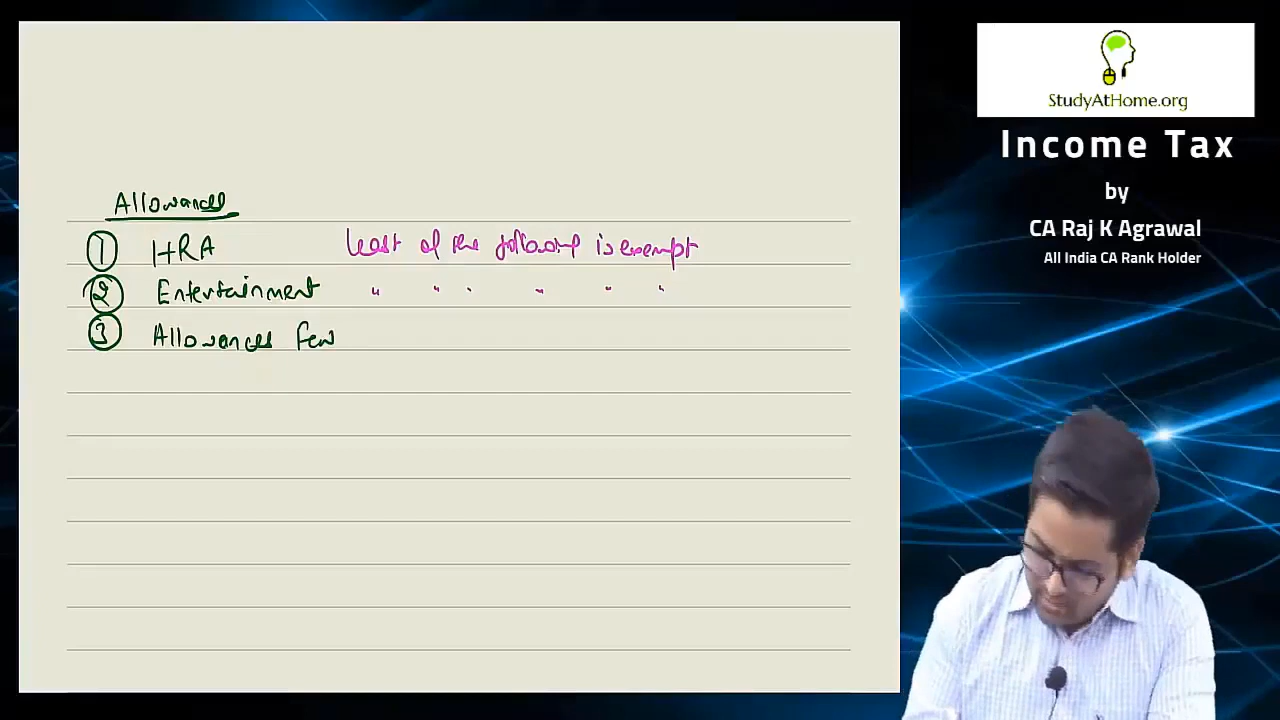 Allowances
1 HRA least of the following is exempt
2 Entertainment " " " " " "
3 Allowances few
StudyAtHome.org
Income Tax
by
CA Raj K Agrawal
All India CA Rank Holder